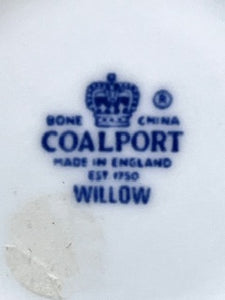 BONE CHINA ®
COALPORT
MADE IN ENGLAND
EST 1750
WILLOW